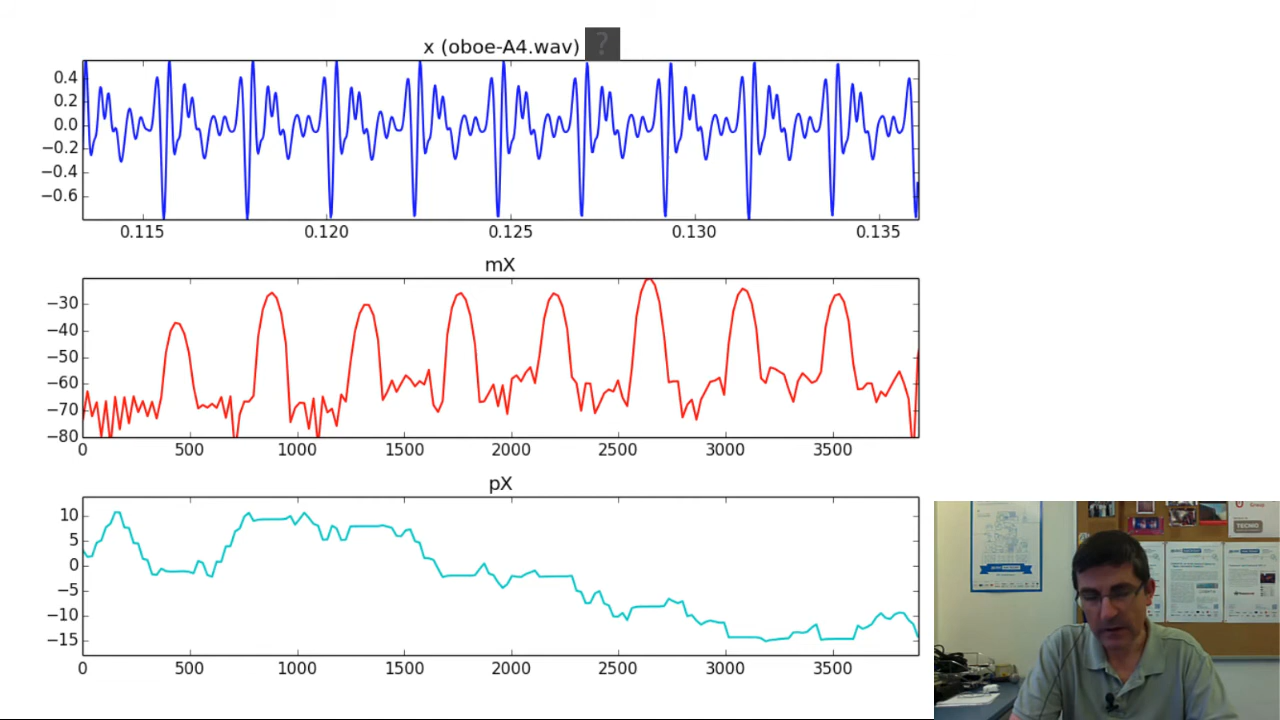 x (oboe-A4.wav) ?
0.4
0.2
0.0
−0.2
−0.4
−0.6
0.115 0.120 0.125 0.130 0.135
mX
−30
−40
−50
−60
−70
−80
0 500 1000 1500 2000 2500 3000 3500
pX
10
5
0
−5
−10
−15
0 500 1000 1500 2000 2500 3000 3500
Group
TECNIO